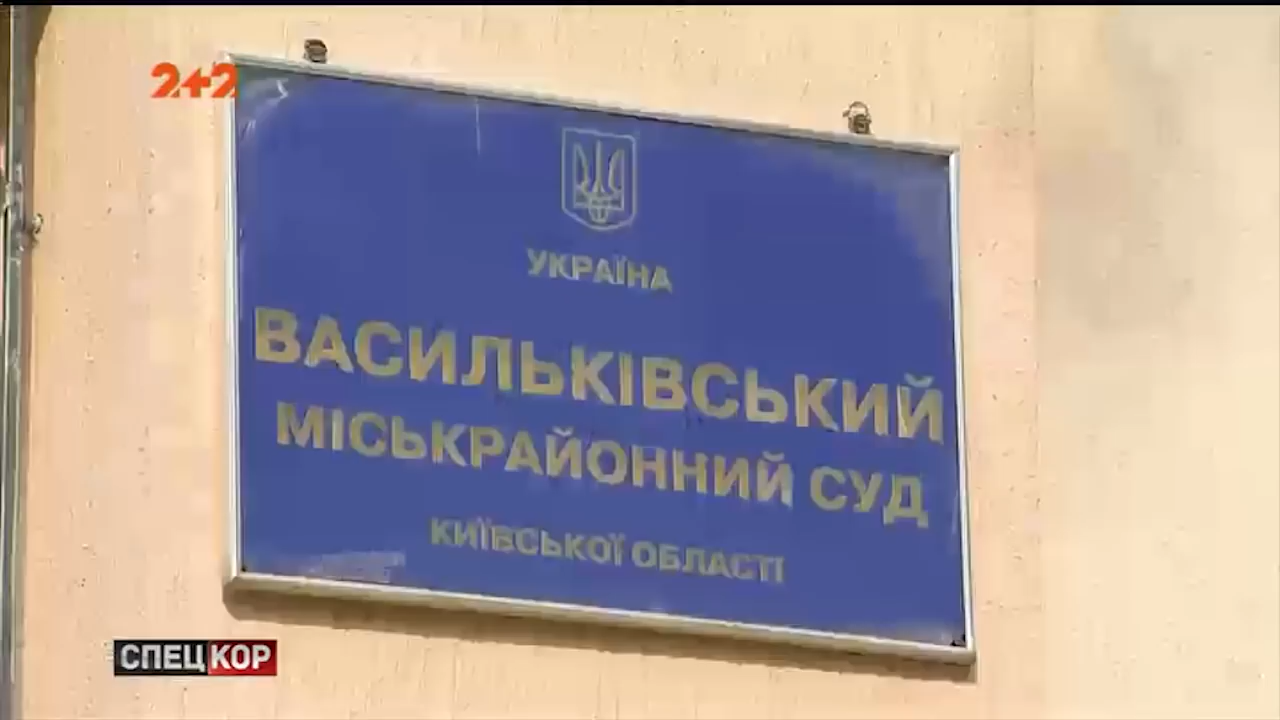 2+2
УКРАЇНА
ВАСИЛЬКІВСЬКИЙ
МІСЬКРАЙОННИЙ СУД
КИЇВСЬКОЇ ОБЛАСТІ
СПЕЦКОР